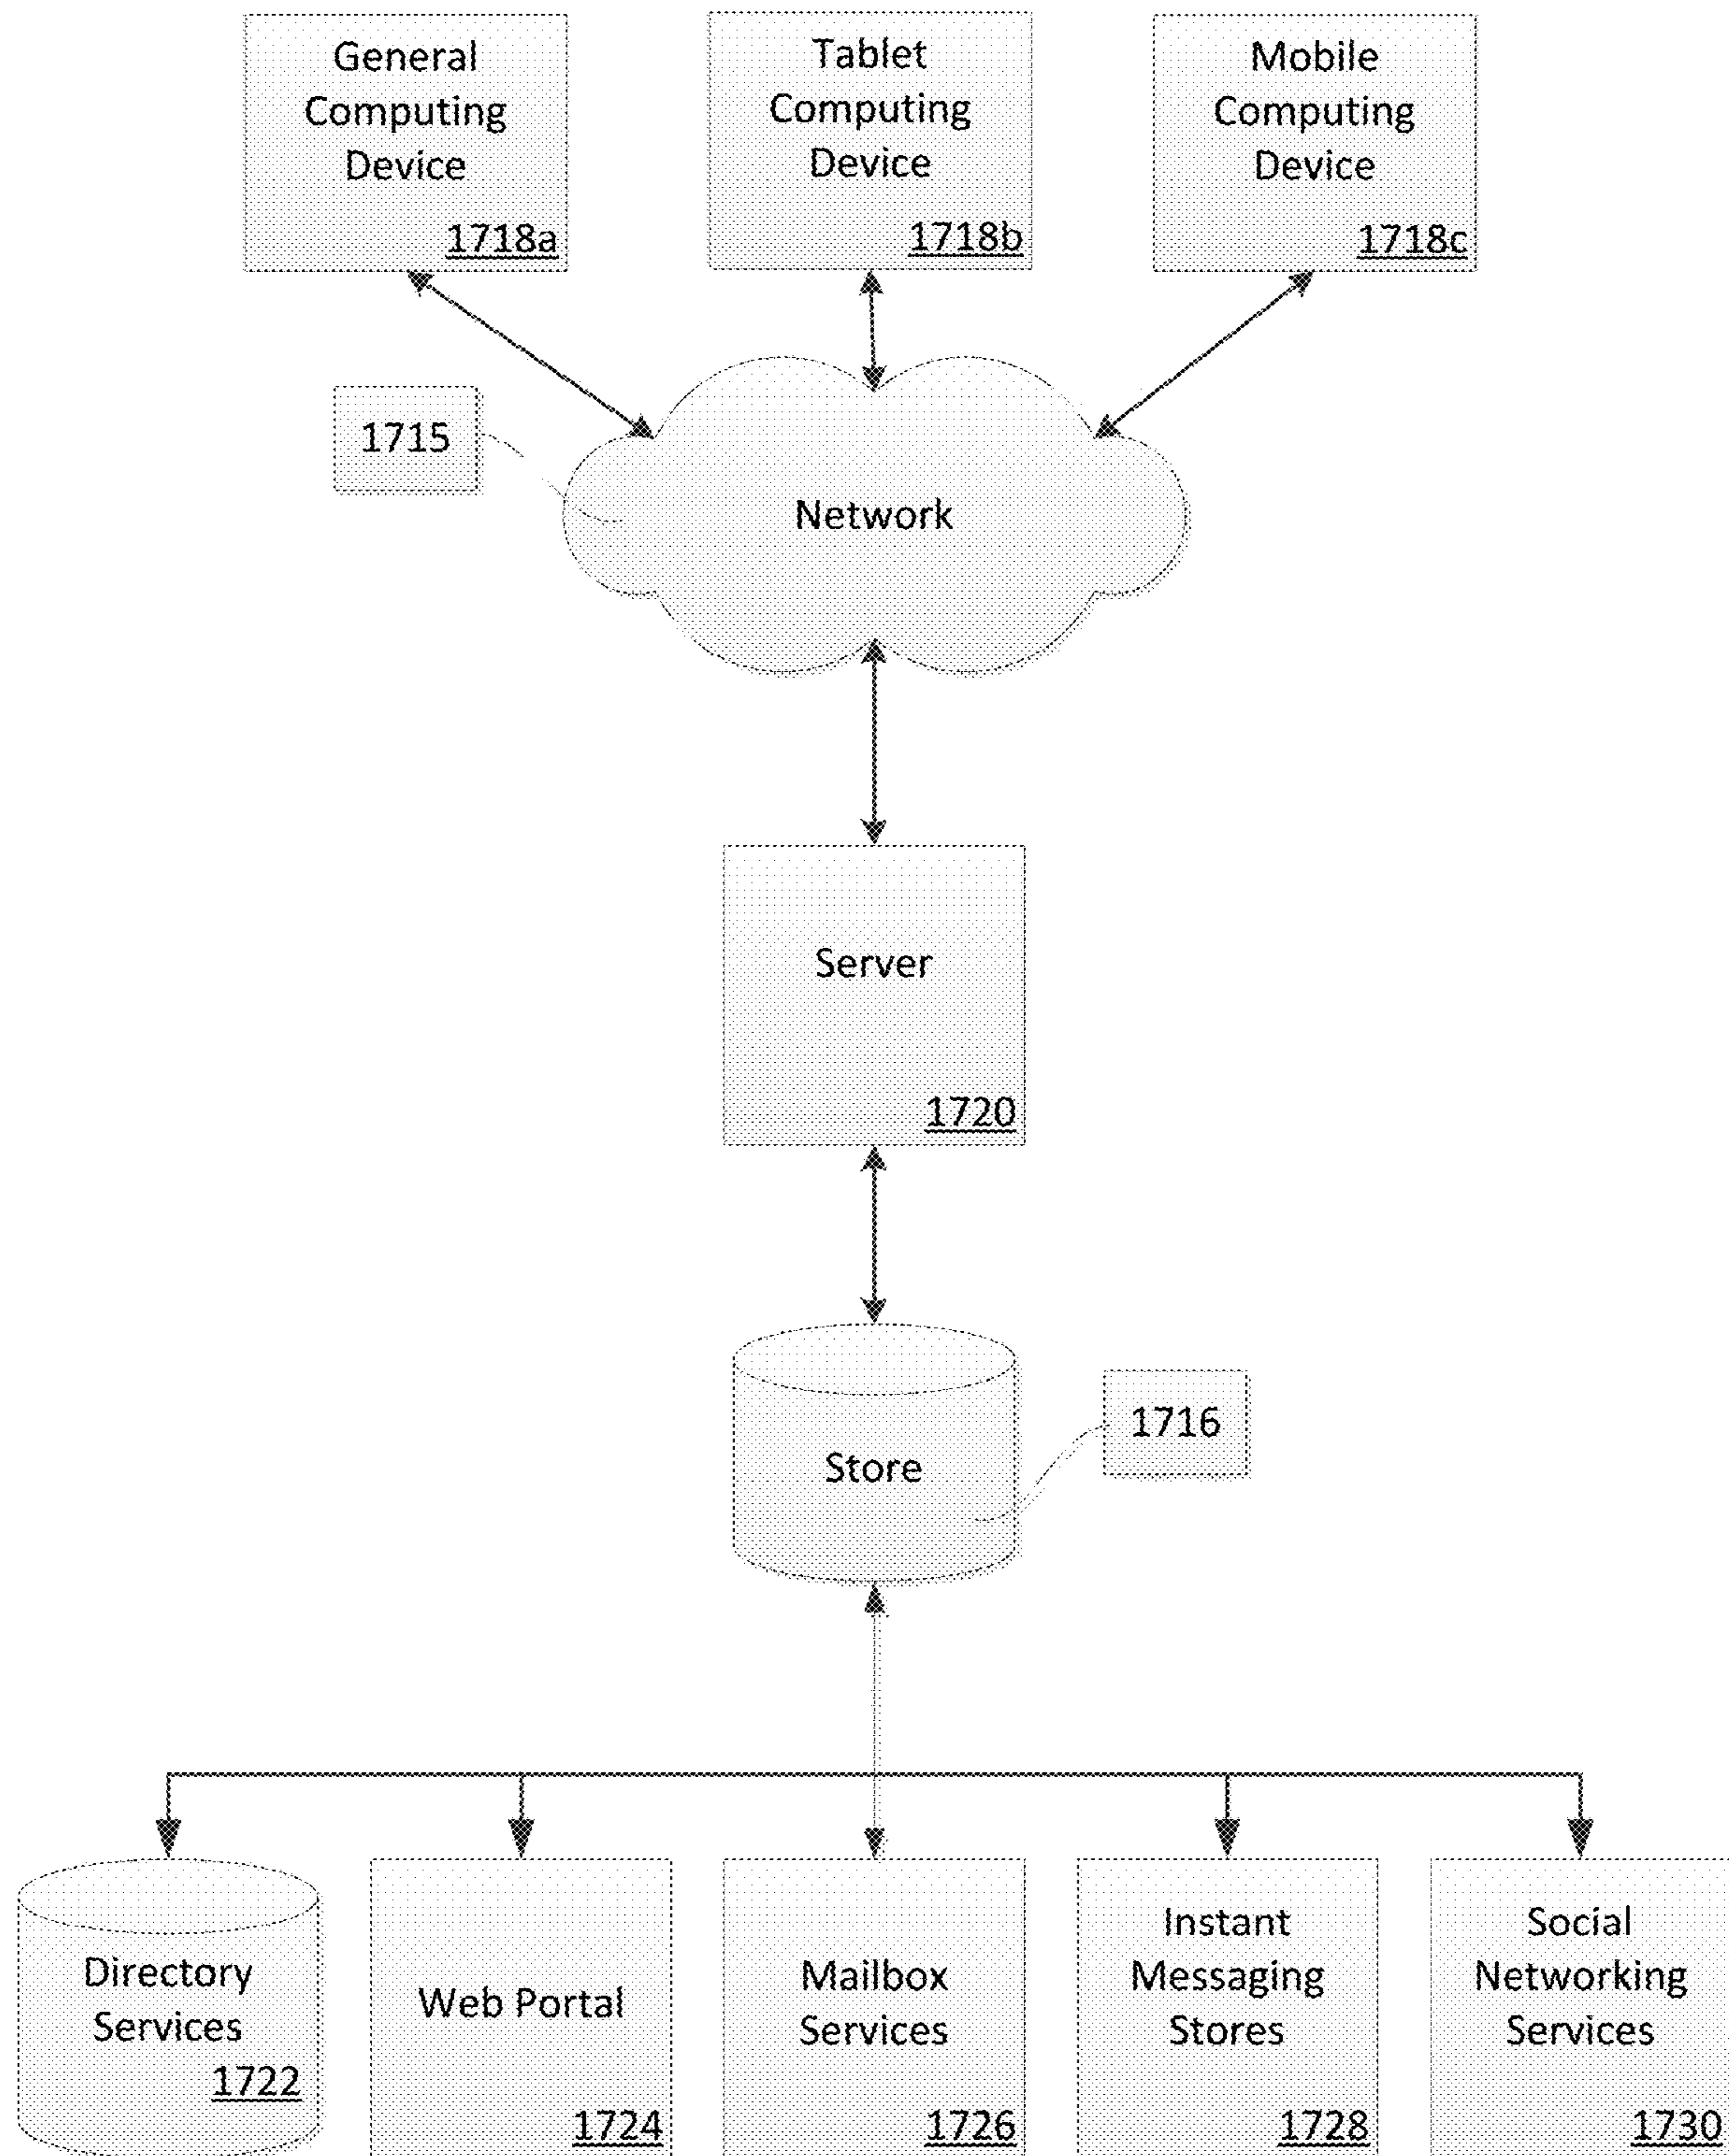 General
Computing
Device
1718a
Tablet
Computing
Device
1718b
Mobile
Computing
Device
1718c
1715
Network
Server
1720
Store
1716
Directory
Services
1722
Web Portal
1724
Mailbox
Services
1726
Instant
Messaging
Stores
1728
Social
Networking
Services
1730